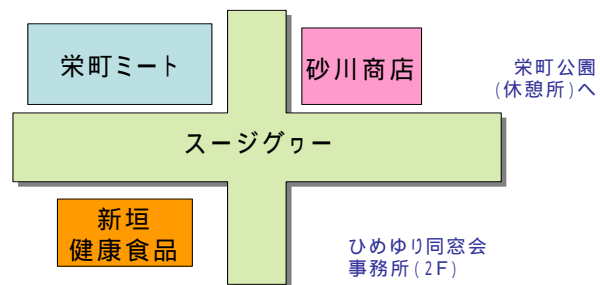 栄町ミート
砂川商店
栄町公園
(休憩所)へ
スージグヮー
新垣
健康食品
ひめゆり同窓会
事務所(2F)